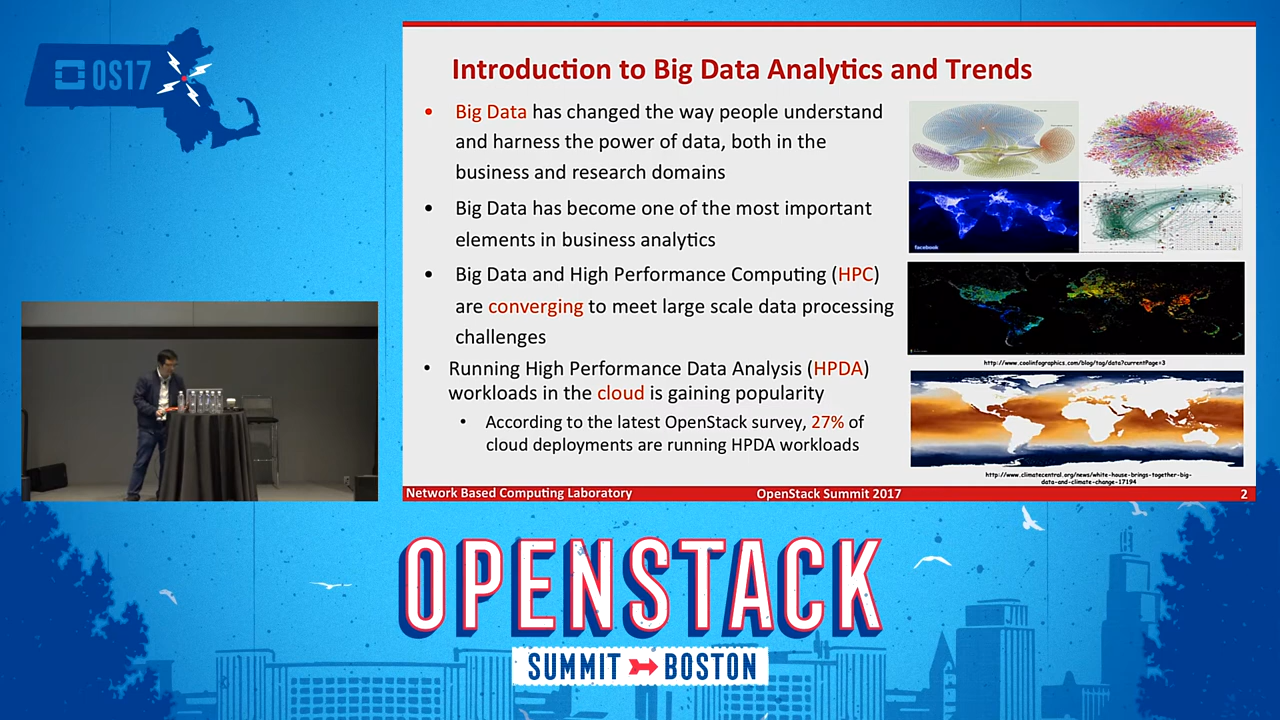 OS17
Introduction to Big Data Analytics and Trends
• Big Data has changed the way people understand
and harness the power of data, both in the
business and research domains
• Big Data has become one of the most important
elements in business analytics
• Big Data and High Performance Computing (HPC)
are converging to meet large scale data processing
challenges
• Running High Performance Data Analysis (HPDA)
workloads in the cloud is gaining popularity
• According to the latest OpenStack survey, 27% of
cloud deployments are running HPDA workloads
facebook
http://www.coolinfographics.com/blog/tag/data?currentPage=3
http://www.climatecentral.org/news/white-house-brings-together-big-
data-and-climate-change-17194
Network Based Computing Laboratory
OpenStack Summit 2017
2
OPENSTACK
SUMMIT BOSTON